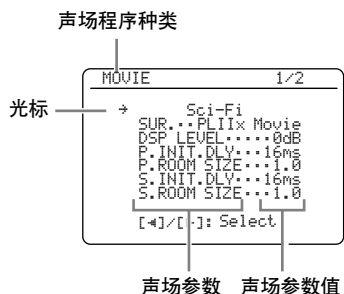 声场程序种类
MOVIE 1/2
光标
→ Sci-Fi
SUR.··PLIIx Movie
DSP LEVEL·····0dB
P.INIT.DLY···16ms
P.ROOM SIZE···1.0
S.INIT.DLY···16ms
S.ROOM SIZE···1.0
[◄]/[►]: Select
声场参数 声场参数值